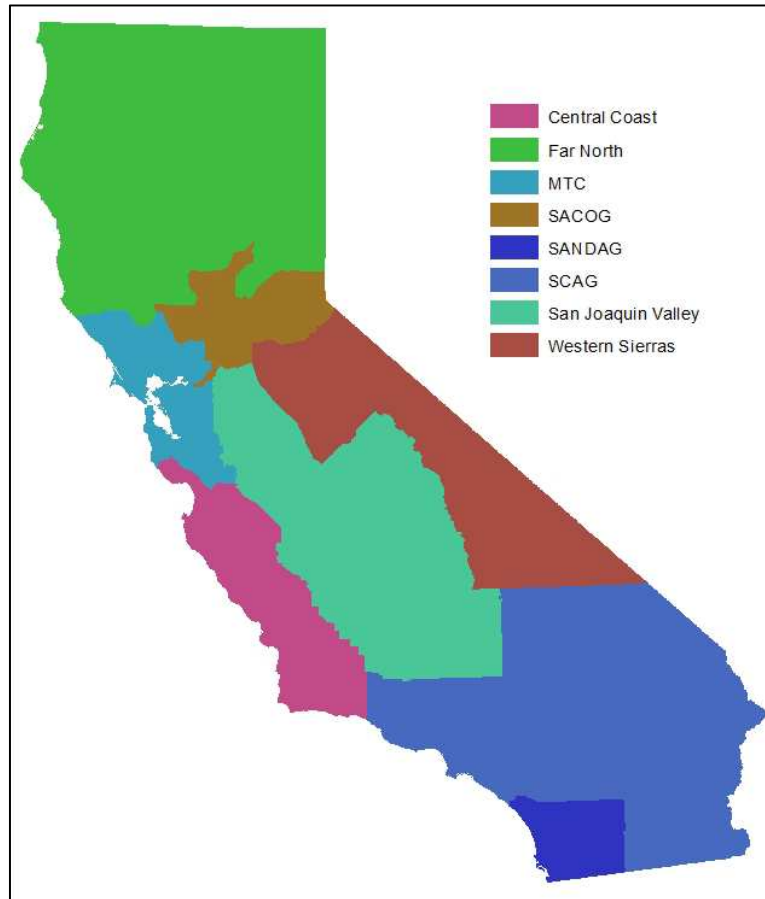 Central Coast
Far North
MTC
SACOG
SANDAG
SCAG
San Joaquin Valley
Western Sierras